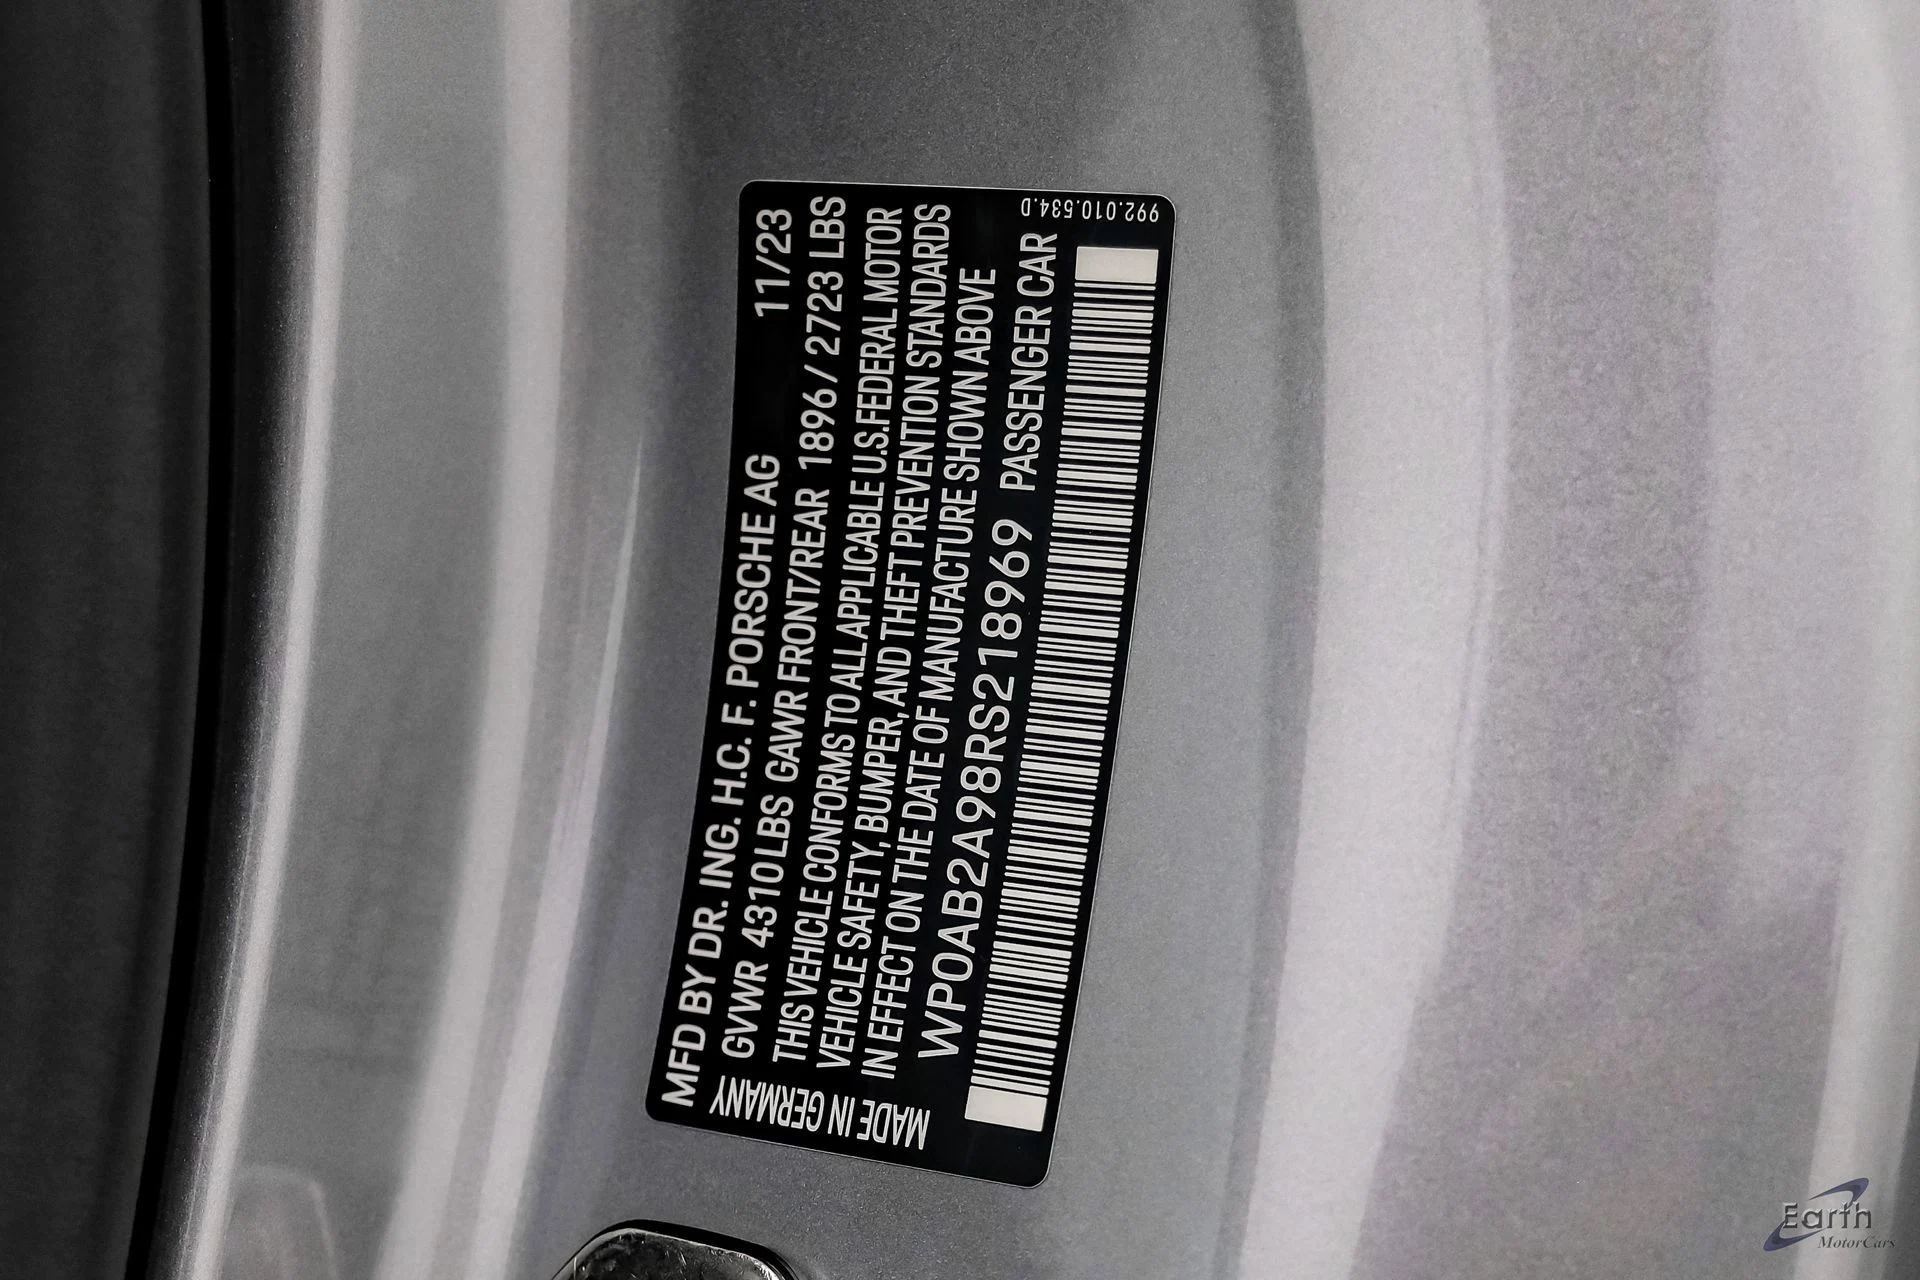 MFD BY DR. ING. H.C. F. PORSCHE AG 11/23
GVWR 4310 LBS GAWR FRONT/REAR 1896 / 2723 LBS
THIS VEHICLE CONFORMS TO ALL APPLICABLE U.S.FEDERAL MOTOR
VEHICLE SAFETY, BUMPER, AND THEFT PREVENTION STANDARDS
IN EFFECT ON THE DATE OF MANUFACTURE SHOWN ABOVE
WP0AB2A98RS218969 PASSENGER CAR
MADE IN GERMANY
992.010.534.D
Earth
MotorCars